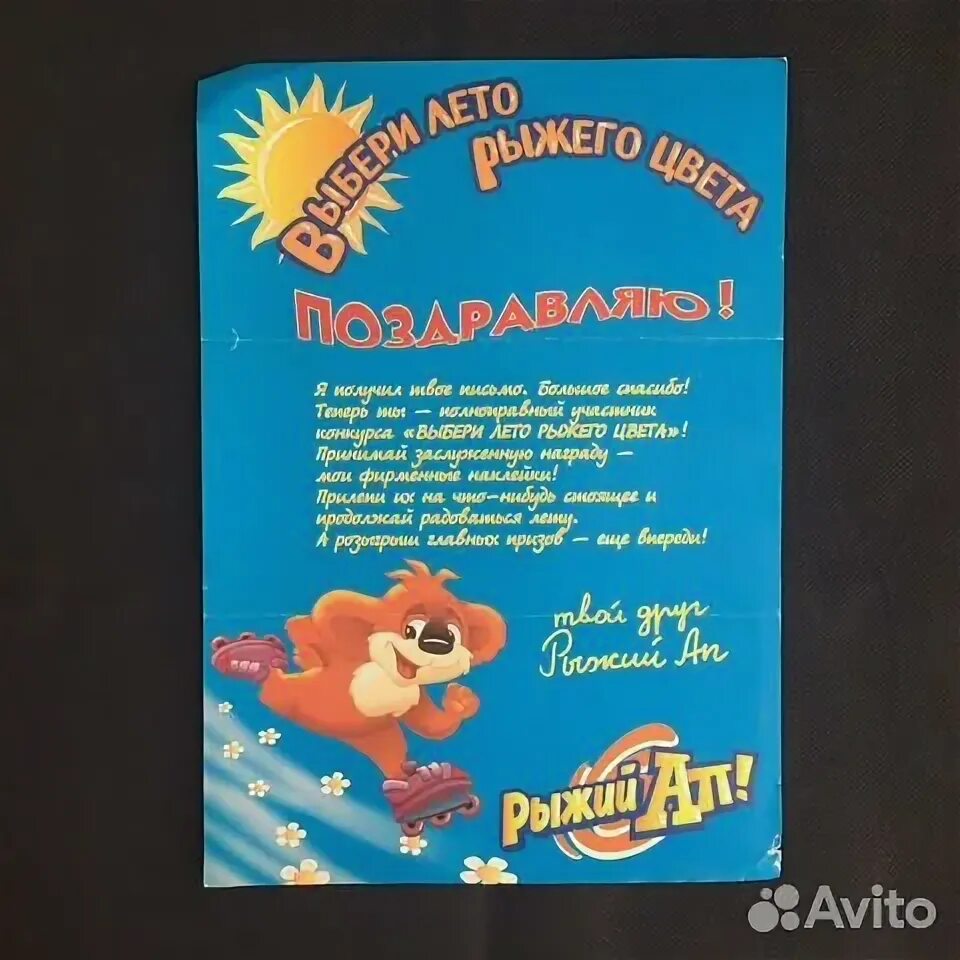 Выбери лето
рыжего цвета
Поздравляю!
Я получил твое письмо. Большое спасибо!
Теперь ты — полноправный участник
конкурса «ВЫБЕРИ ЛЕТО РЫЖЕГО ЦВЕТА»!
Принимай заслуженную награду —
мои фирменные наклейки!
Прилепи их на что-нибудь стоящее и
продолжай радоваться лету.
А розыгрыш главных призов — еще впереди!
твой друг
Рыжий Ап
Рыжий Ап!
Avito